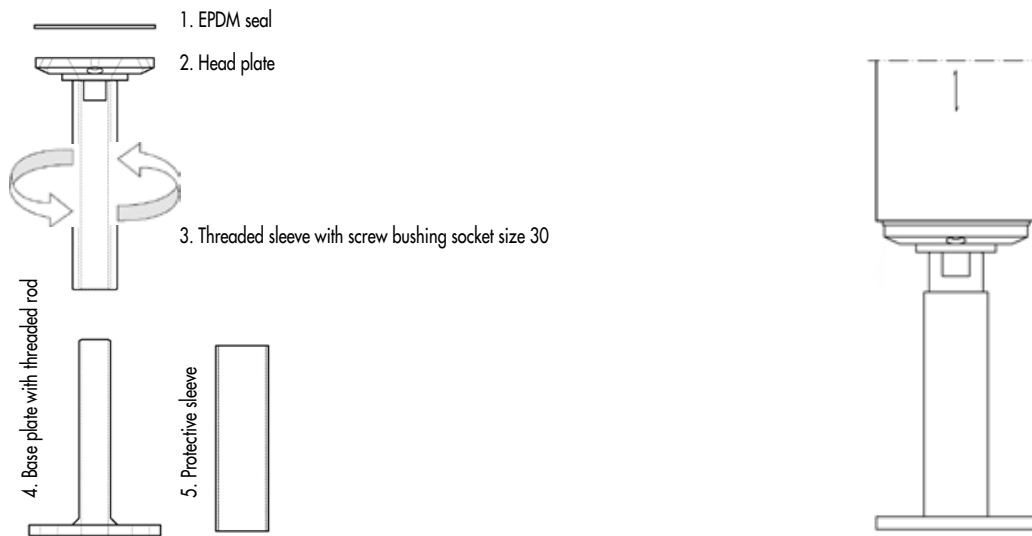 1. EPDM seal
2. Head plate
3. Threaded sleeve with screw bushing socket size 30
4. Base plate with threaded rod
5. Protective sleeve